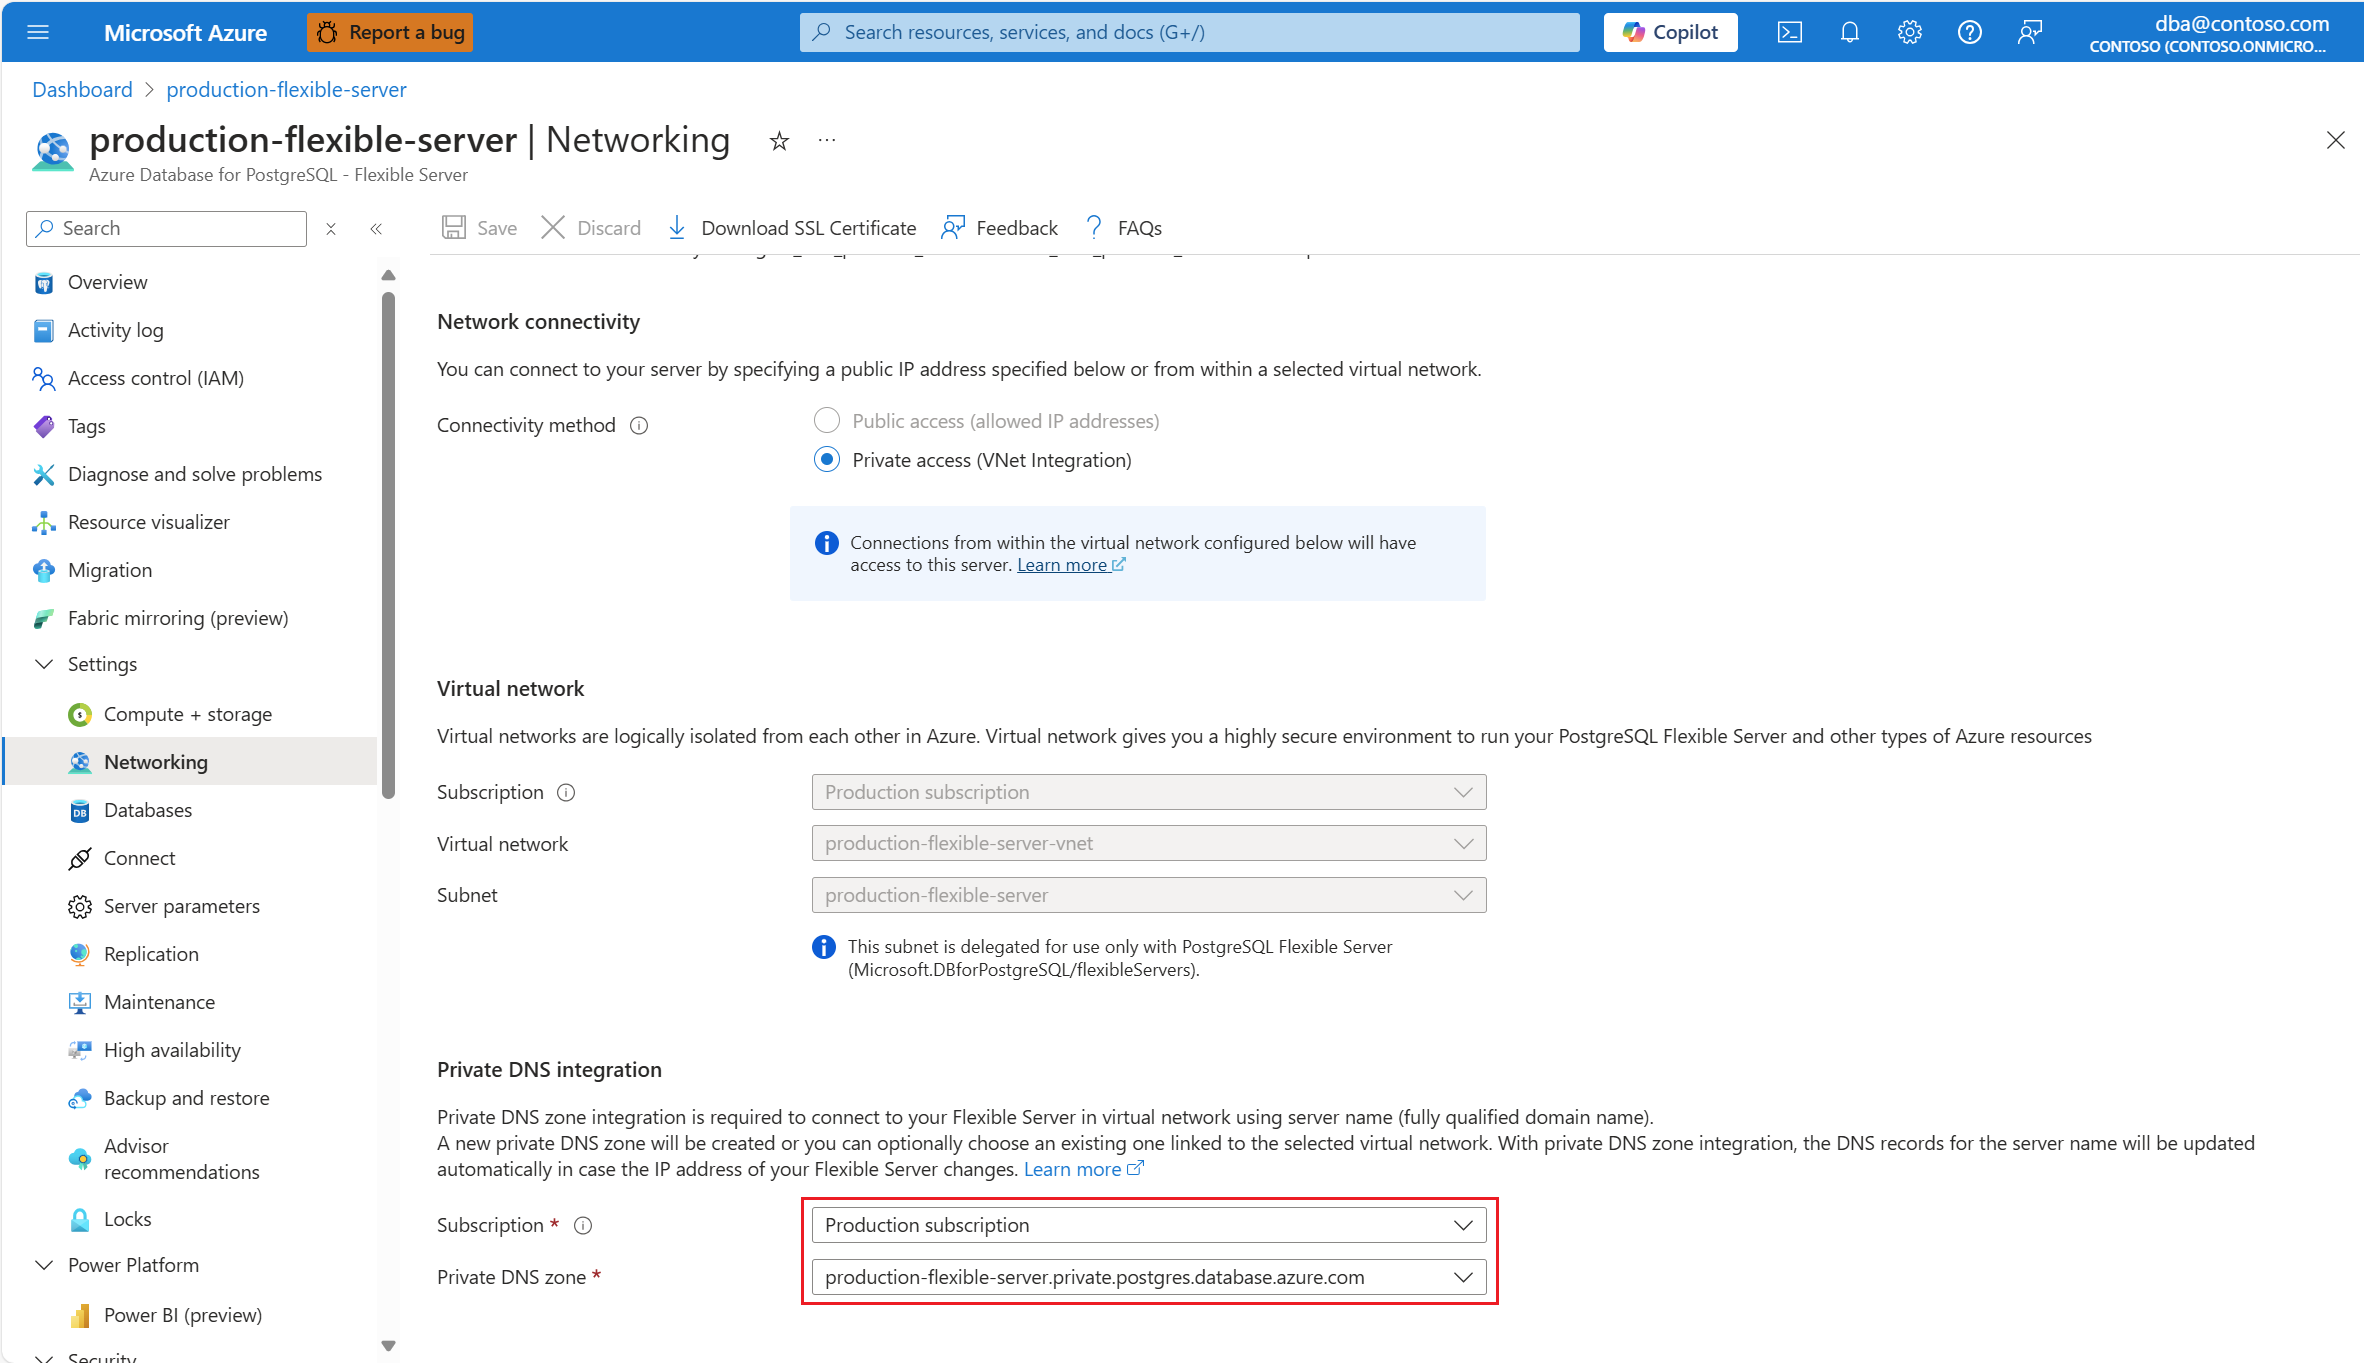 Microsoft Azure
Report a bug
Search resources, services, and docs (G+/)
Copilot
dba@contoso.com
CONTOSO (CONTOSO.ONMICRO...
Dashboard > production-flexible-server
production-flexible-server | Networking
Azure Database for PostgreSQL - Flexible Server
Search
Save
Discard
Download SSL Certificate
Feedback
FAQs
Overview
Activity log
Access control (IAM)
Tags
Diagnose and solve problems
Resource visualizer
Migration
Fabric mirroring (preview)
Settings
Compute + storage
Networking
Databases
Connect
Server parameters
Replication
Maintenance
High availability
Backup and restore
Advisor
recommendations
Locks
Power Platform
Power BI (preview)
Security
Network connectivity
You can connect to your server by specifying a public IP address specified below or from within a selected virtual network.
Connectivity method
Public access (allowed IP addresses)
Private access (VNet Integration)
Connections from within the virtual network configured below will have
access to this server. Learn more
Virtual network
Virtual networks are logically isolated from each other in Azure. Virtual network gives you a highly secure environment to run your PostgreSQL Flexible Server and other types of Azure resources
Subscription
Production subscription
Virtual network
production-flexible-server-vnet
Subnet
production-flexible-server
This subnet is delegated for use only with PostgreSQL Flexible Server
(Microsoft.DBforPostgreSQL/flexibleServers).
Private DNS integration
Private DNS zone integration is required to connect to your Flexible Server in virtual network using server name (fully qualified domain name).
A new private DNS zone will be created or you can optionally choose an existing one linked to the selected virtual network. With private DNS zone integration, the DNS records for the server name will be updated
automatically in case the IP address of your Flexible Server changes. Learn more
Subscription *
Production subscription
Private DNS zone *
production-flexible-server.private.postgres.database.azure.com